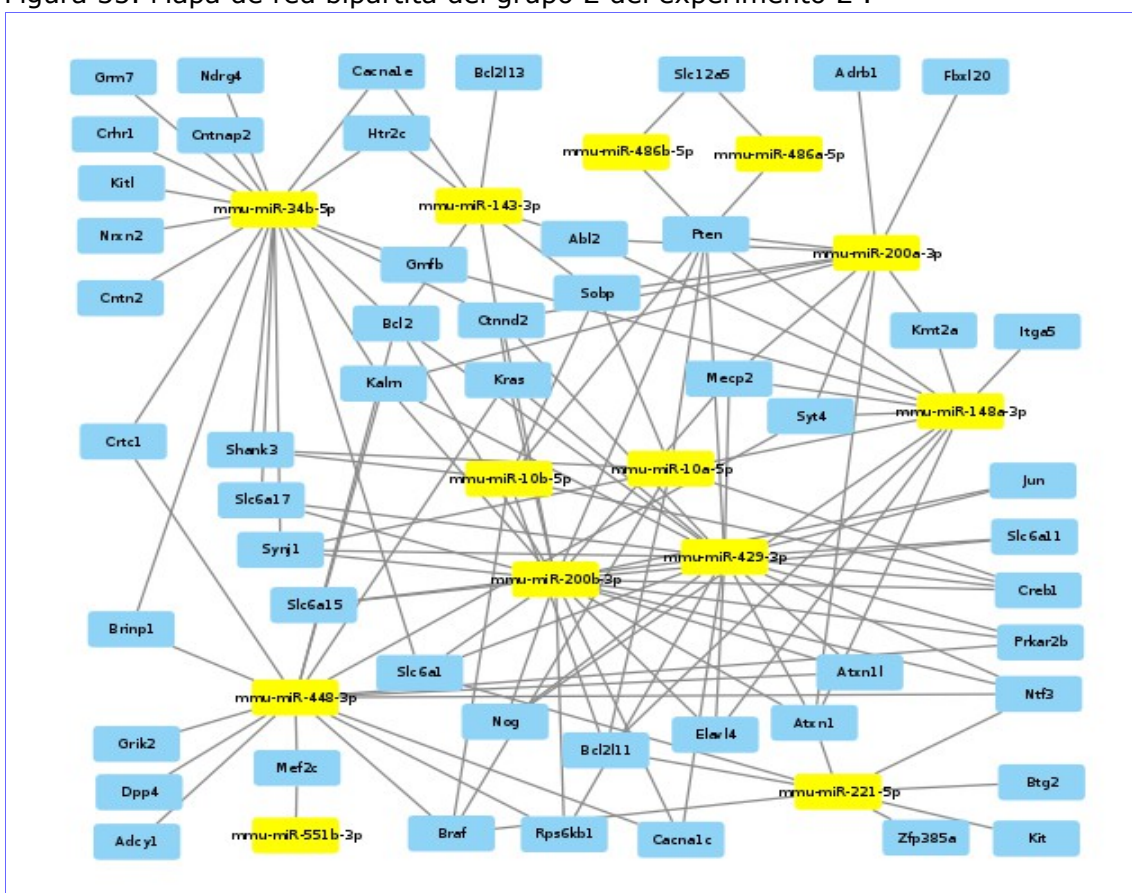 Figura 35. Mapa de red bipartita del grupo 2 del experimento 2 .
Grm7
Ndrg4
Cacna1e
Bcl2l13
Slc12a5
Adrb1
Fbxl20
Crhr1
Cntnap2
Htr2c
mmu-miR-486b-5p
mmu-miR-486a-5p
Kitl
mmu-miR-34b-5p
mmu-miR-143-3p
Nrxn2
Abl2
Pten
mmu-miR-200a-3p
Gmfb
Cntn2
Sobp
Bcl2
Ctnnd2
Kmt2a
Itga5
Kalrn
Kras
Mecp2
Syt4
mmu-miR-148a-3p
Crtc1
Shank3
mmu-miR-10b-5p
mmu-miR-10a-5p
Jun
Slc6a17
Slc6a11
Synj1
mmu-miR-429-3p
mmu-miR-200b-3p
Creb1
Slc6a15
Brinp1
Prkar2b
Slc6a1
Atxn1l
mmu-miR-448-3p
Ntf3
Nog
Atxn1
Grik2
Bcl2l11
Elavl4
Mef2c
Dpp4
mmu-miR-221-5p
Btg2
Adcy1
mmu-miR-551b-3p
Braf
Rps6kb1
Cacna1c
Zfp385a
Kit